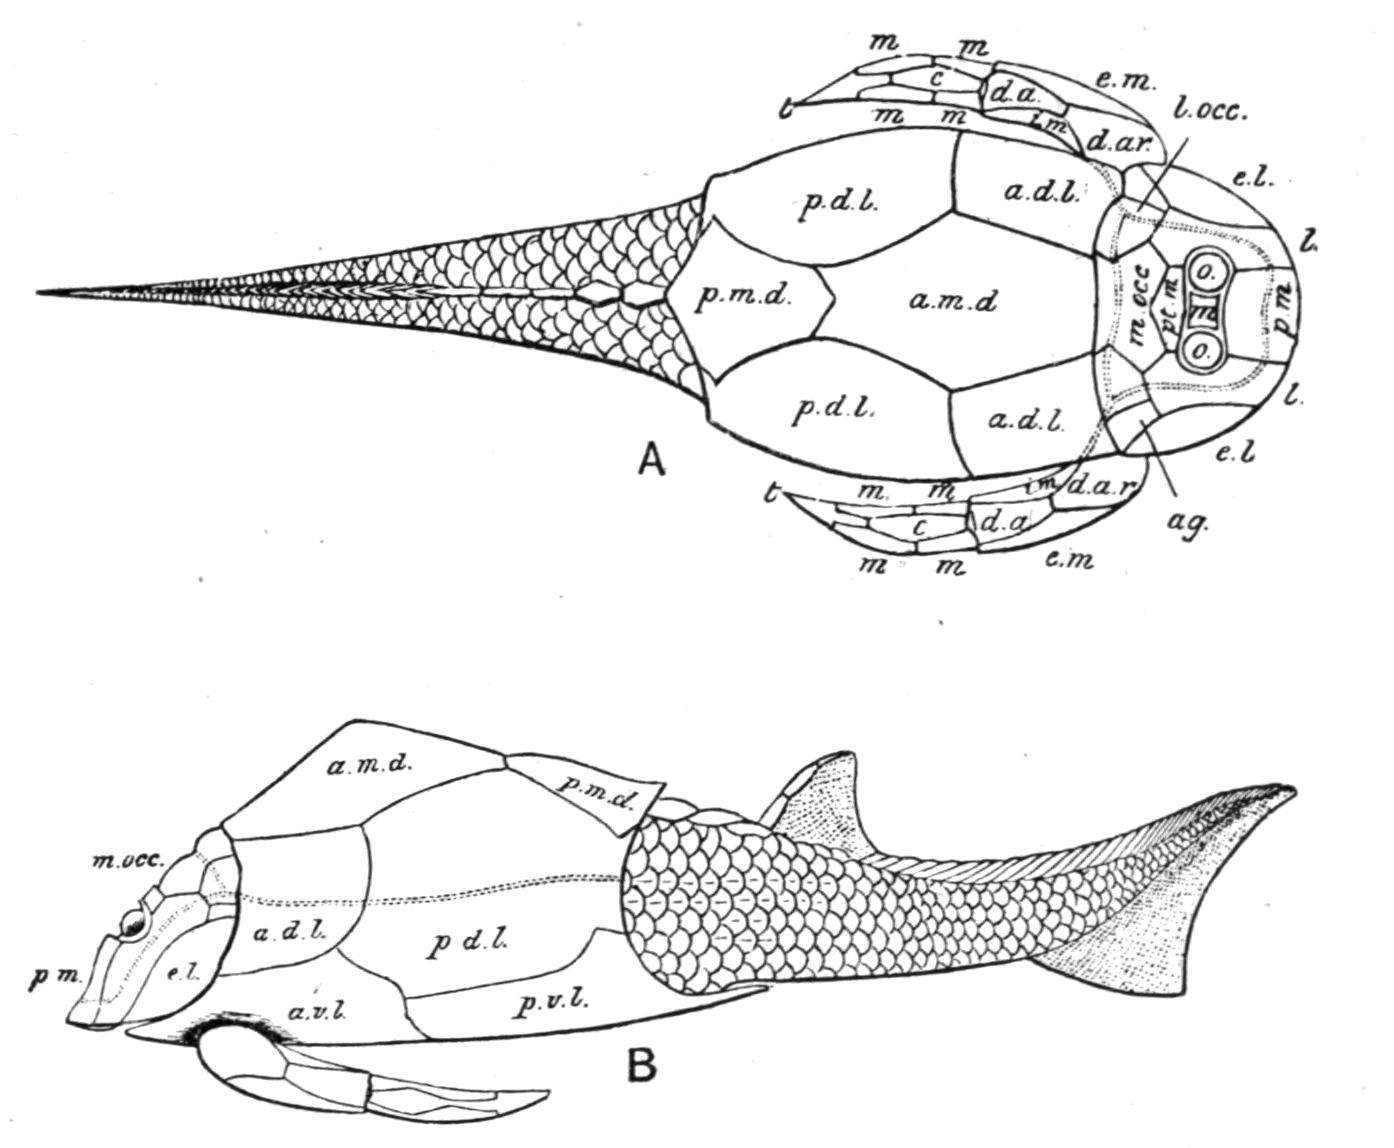 m m
e.m.
c
d.a.
t
l.occ.
m m
i.m
d.ar.
e.l.
p.d.l.
a.d.l.
l.
o.
p.m.d.
a.m.d
m.occ
pt.m
m
p.m
o.
p.d.l.
a.d.l.
l.
A
e.l
t
m. m.
i.m
d.a.r
c
d.a
ag.
m m
e.m
a.m.d.
p.m.d.
m.occ.
a.d.l.
p d.l.
p m.
e.l.
a.v.l.
p.v.l.
B